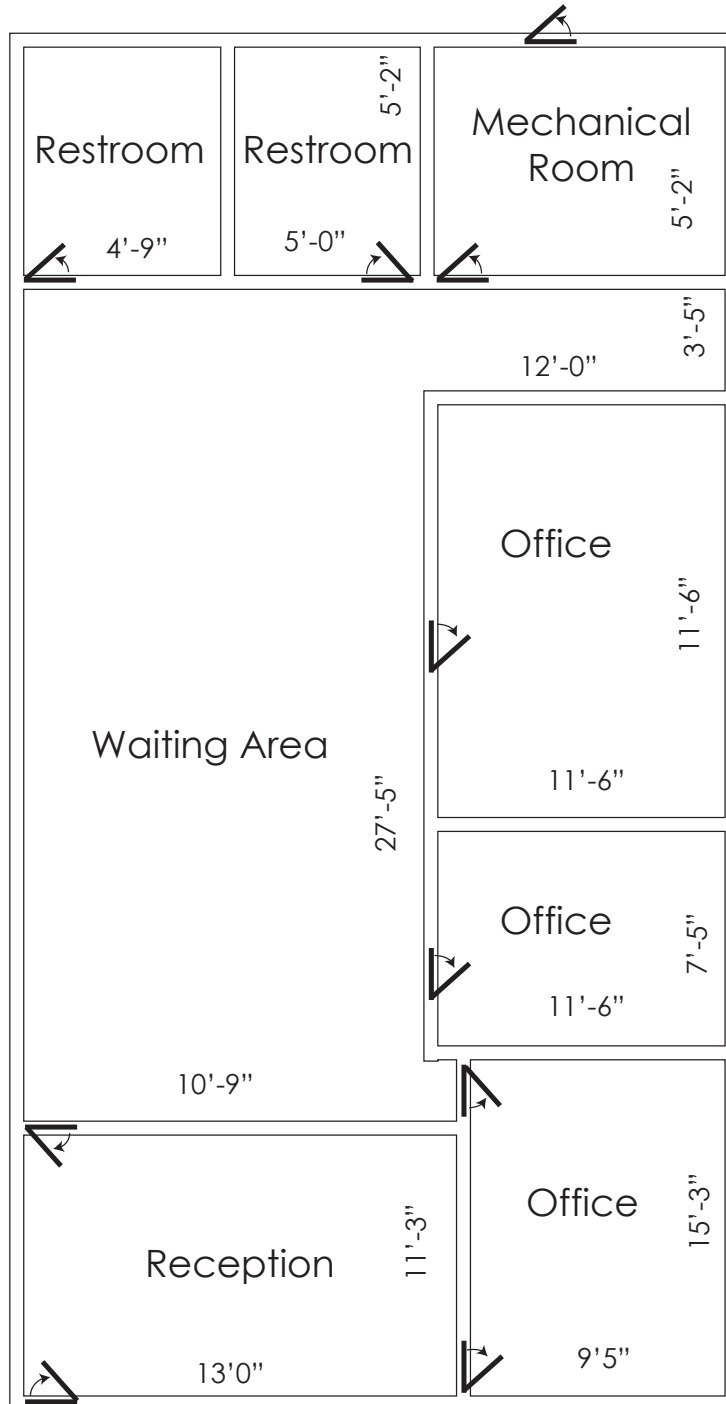 Restroom
4’-9”
Restroom
5’-2”
5’-0”
Mechanical
Room
5’-2”
3’-5”
12’-0”
Office
11’-6”
11’-6”
Waiting Area
27’-5”
10’-9”
Office
7’-5”
11’-6”
Reception
11’-3”
13’0”
Office
15’-3”
9’5”